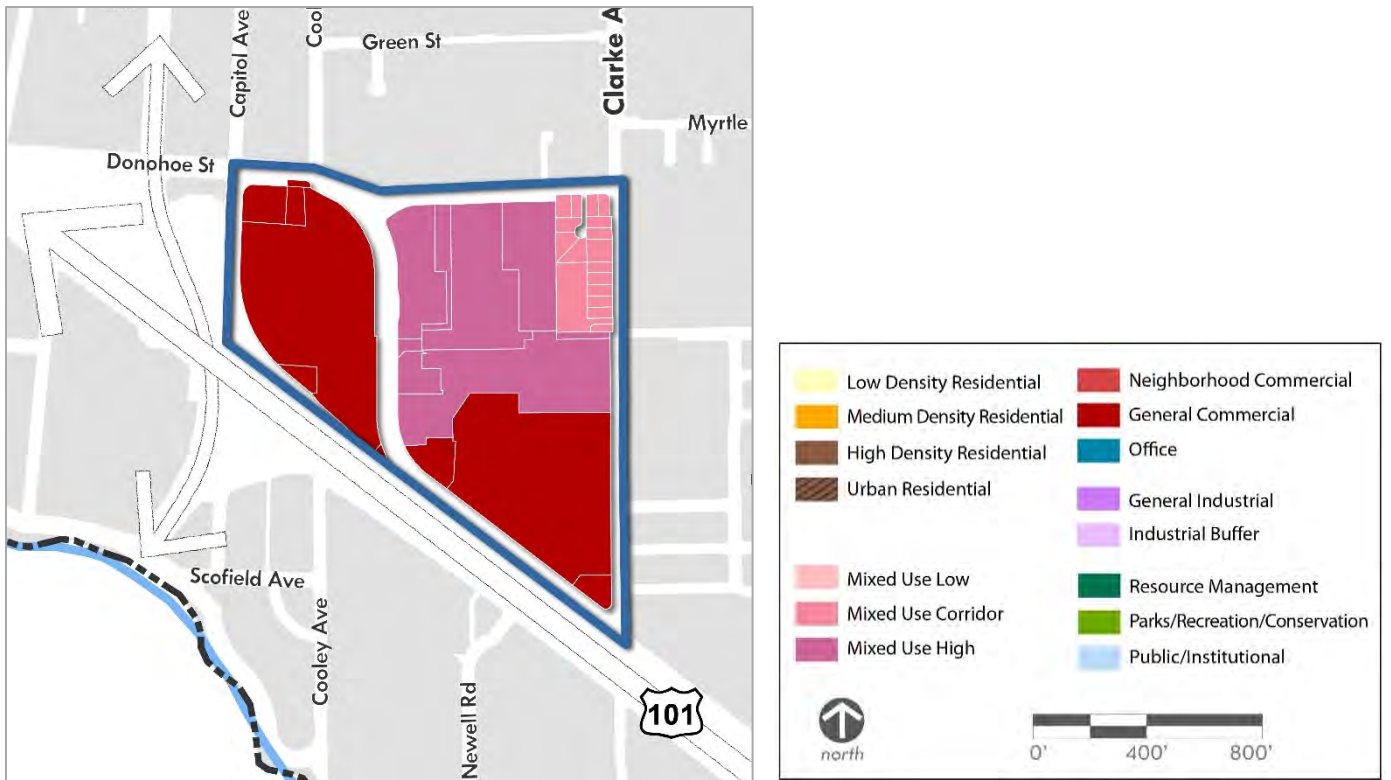 Capitol Ave
Cool
Green St
Clarke A
Myrtle
Donohoe St
Scofield Ave
Cooley Ave
Newell Rd
101
Low Density Residential
Medium Density Residential
High Density Residential
Urban Residential
Mixed Use Low
Mixed Use Corridor
Mixed Use High
Neighborhood Commercial
General Commercial
Office
General Industrial
Industrial Buffer
Resource Management
Parks/Recreation/Conservation
Public/Institutional
north
0' 400' 800'